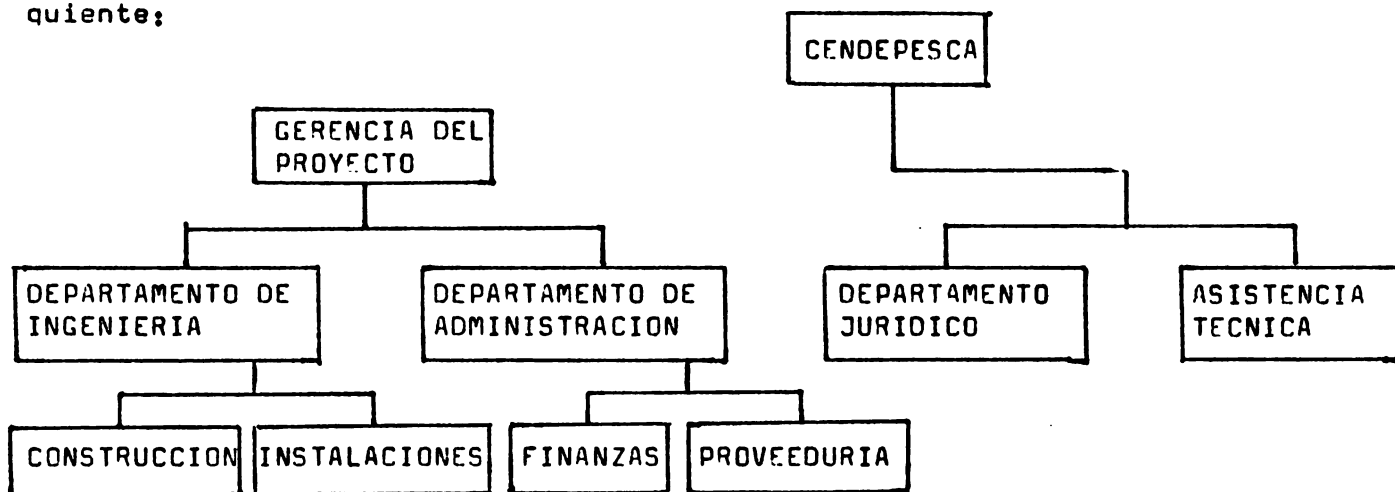 quiente:
CENDEPESCA
GERENCIA DEL
PROYECTO
DEPARTAMENTO DE
INGENIERIA
DEPARTAMENTO DE
ADMINISTRACION
DEPARTAMENTO
JURIDICO
ASISTENCIA
TECNICA
CONSTRUCCION
INSTALACIONES
FINANZAS
PROVEEDURIA